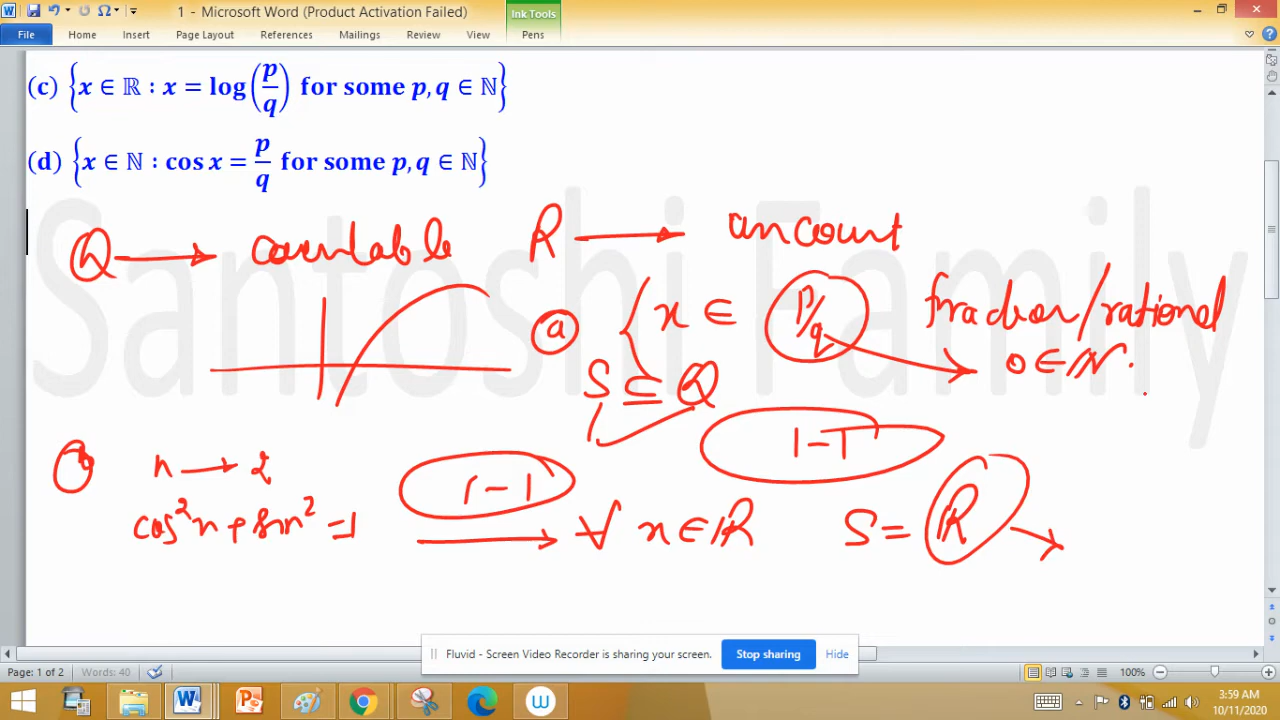 1 - Microsoft Word (Product Activation Failed)
Ink Tools
File Home Insert Page Layout References Mailings Review View Pens
(c) {x ∈ ℝ : x = log(p/q) for some p, q ∈ ℕ}
(d) {x ∈ ℕ : cos x = p/q for some p, q ∈ ℕ}
Santoshi Family
Q → countable R → uncount
(a) { x ∈ p/q → fraction/rational
0 ∈ N.
S ⊆ Q
1-1
x → 2
1-1
cos²x + sin² = 1 → ∀ x ∈ R S = R →
Fluvid - Screen Video Recorder is sharing your screen. Stop sharing Hide
Page: 1 of 2 Words: 40 100%
3:59 AM
10/11/2020